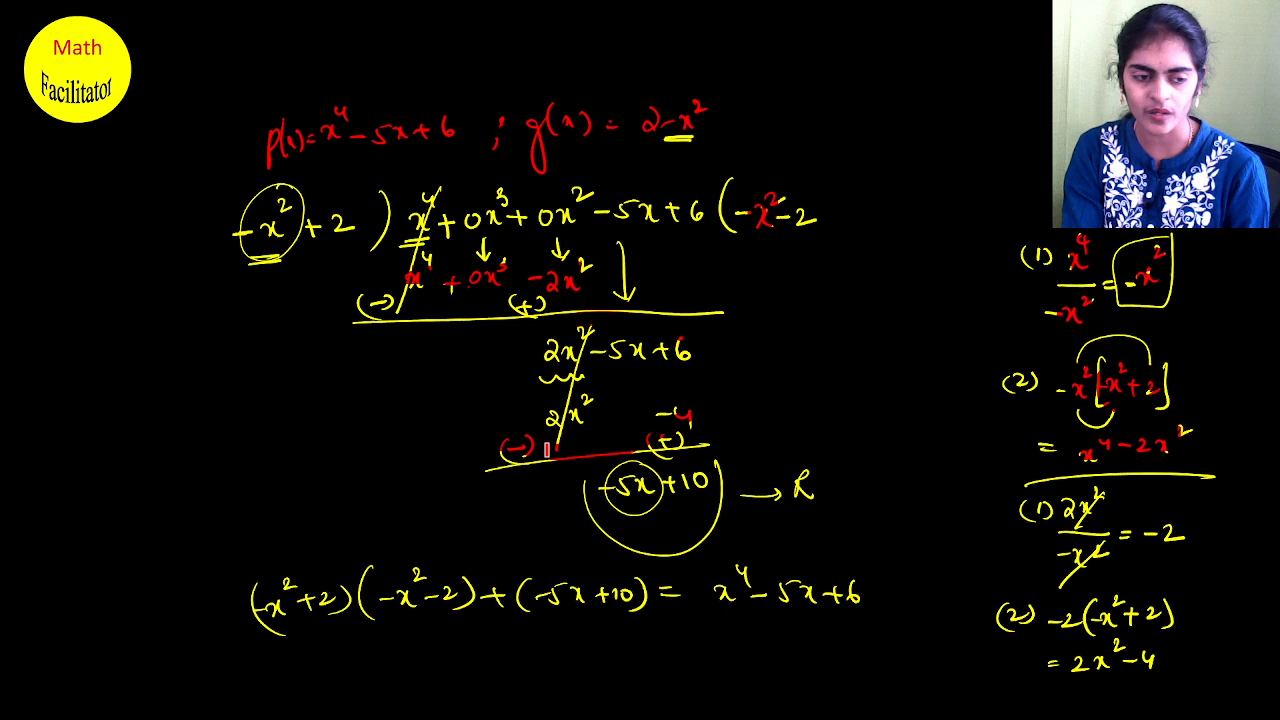 Math
Facilitator
p(x) = x⁴ - 5x + 6 ; g(x) = 2 - x²
-x² + 2 ) x⁴ + 0x³ + 0x² - 5x + 6 ( -x² - 2
x⁴ + 0x³ - 2x²
(-) (+)
2x² - 5x + 6
2x² - 4
(-) (+)
-5x + 10 → R
(-x² + 2)(-x² - 2) + (-5x + 10) = x⁴ - 5x + 6
(1) x⁴ / -x² = -x²
(2) -x² [-x² + 2]
= x⁴ - 2x²
(1) 2x² / -x² = -2
(2) -2(-x² + 2)
= 2x² - 4